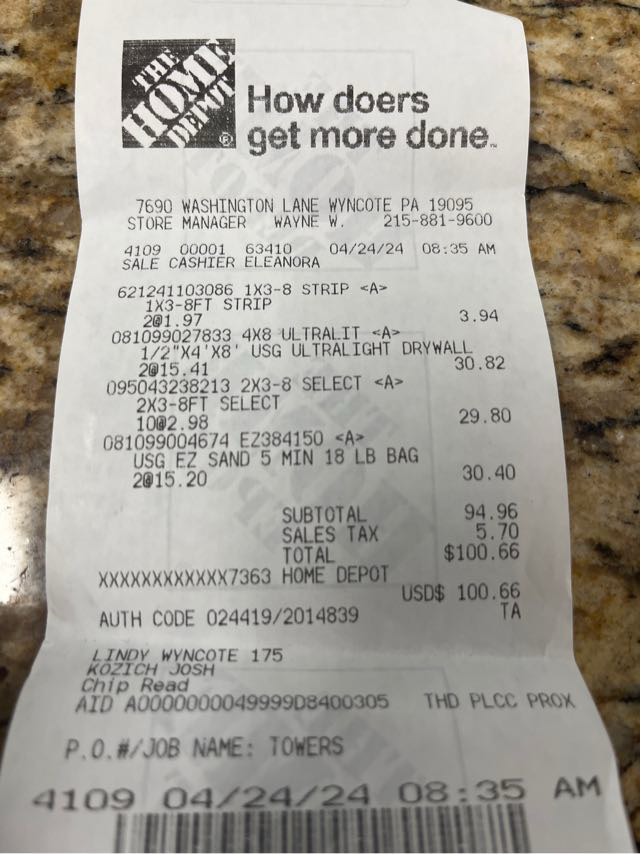 THE
HOME
DEPOT®
How doers
get more done™
7690 WASHINGTON LANE WYNCOTE PA 19095
STORE MANAGER WAYNE W. 215-881-9600
4109 00001 63410 04/24/24 08:35 AM
SALE CASHIER ELEANORA
621241103086 1X3-8 STRIP <A>
1X3-8FT STRIP
2@1.97 3.94
081099027833 4X8 ULTRALIT <A>
1/2"X4'X8' USG ULTRALIGHT DRYWALL
2@15.41 30.82
095043238213 2X3-8 SELECT <A>
2X3-8FT SELECT
10@2.98 29.80
081099004674 EZ384150 <A>
USG EZ SAND 5 MIN 18 LB BAG
2@15.20 30.40
SUBTOTAL 94.96
SALES TAX 5.70
TOTAL $100.66
XXXXXXXXXXXX7363 HOME DEPOT
USD$ 100.66
AUTH CODE 024419/2014839 TA
LINDY WYNCOTE 175
KOZICH JOSH
Chip Read
AID A0000000049999D8400305 THD PLCC PROX
P.O.#/JOB NAME: TOWERS
4109 04/24/24 08:35 AM